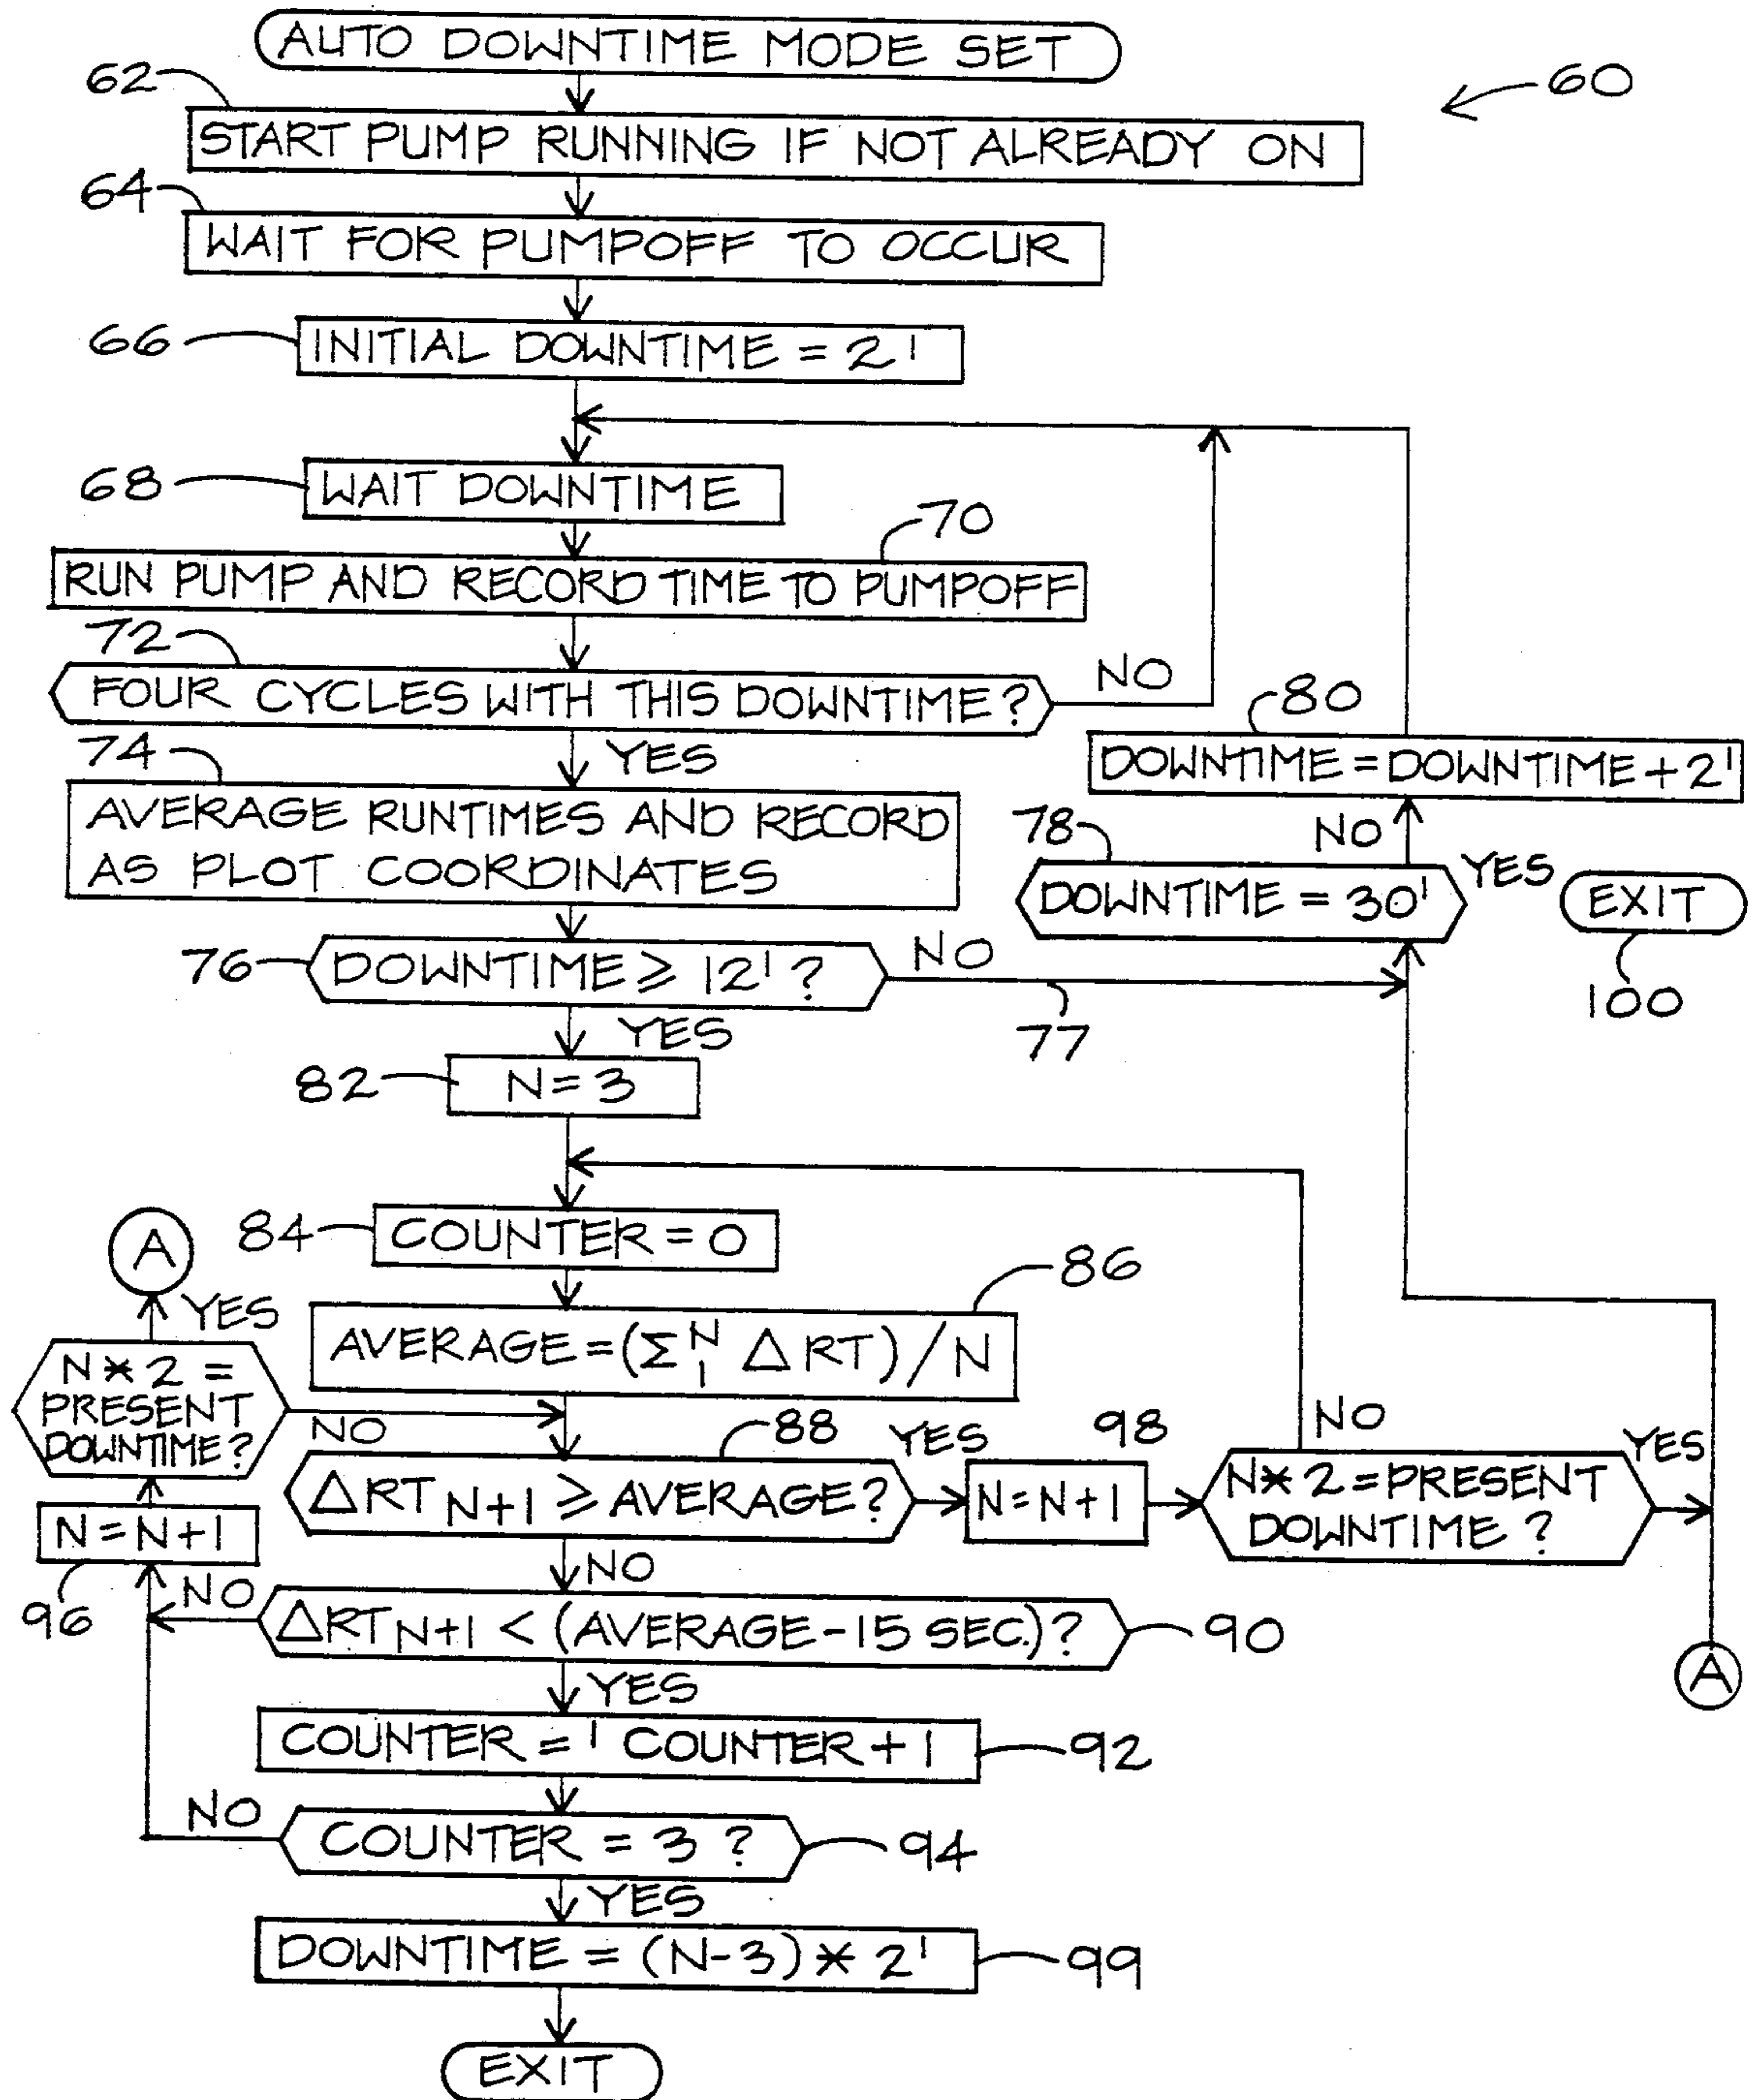 AUTO DOWNTIME MODE SET
62
60
START PUMP RUNNING IF NOT ALREADY ON
64
WAIT FOR PUMPOFF TO OCCUR
66
INITIAL DOWNTIME = 2'
68
WAIT DOWNTIME
70
RUN PUMP AND RECORD TIME TO PUMPOFF
72
FOUR CYCLES WITH THIS DOWNTIME?
NO
YES
80
DOWNTIME = DOWNTIME + 2'
74
AVERAGE RUNTIMES AND RECORD
AS PLOT COORDINATES
78
NO
DOWNTIME = 30'
YES
EXIT
100
76
DOWNTIME ≥ 12' ?
NO
77
YES
82
N = 3
84
COUNTER = 0
A
86
YES
AVERAGE = (Σ₁ᴺ Δ RT) / N
N * 2 =
PRESENT
DOWNTIME?
NO
88
ΔRT N+1 ≥ AVERAGE?
YES
98
N = N+1
NO
N * 2 = PRESENT
DOWNTIME ?
YES
N = N+1
96
NO
NO
ΔRT N+1 < (AVERAGE - 15 SEC.)?
90
A
YES
COUNTER = ' COUNTER + 1
92
NO
COUNTER = 3 ?
94
YES
DOWNTIME = (N-3) * 2'
99
EXIT